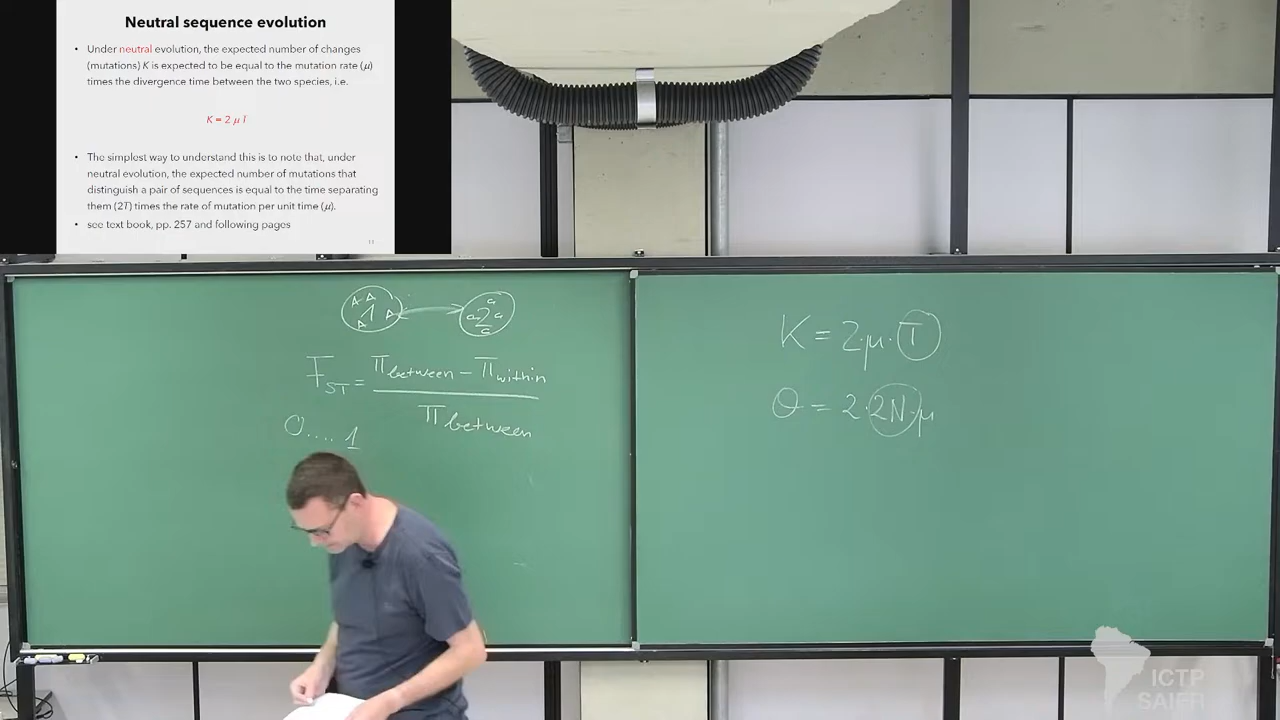 Neutral sequence evolution
• Under neutral evolution, the expected number of changes
(mutations) K is expected to be equal to the mutation rate (μ)
times the divergence time between the two species, i.e.
K = 2 μ T
• The simplest way to understand this is to note that, under
neutral evolution, the expected number of mutations that
distinguish a pair of sequences is equal to the time separating
them (2T) times the rate of mutation per unit time (μ).
• see text book, pp. 257 and following pages
A A 1 A A
a a 2 a a
F_ST = (π between − π within) / π between
0 .... 1
K = 2·μ·T
θ = 2·2N·μ
ICTP
SAIFR